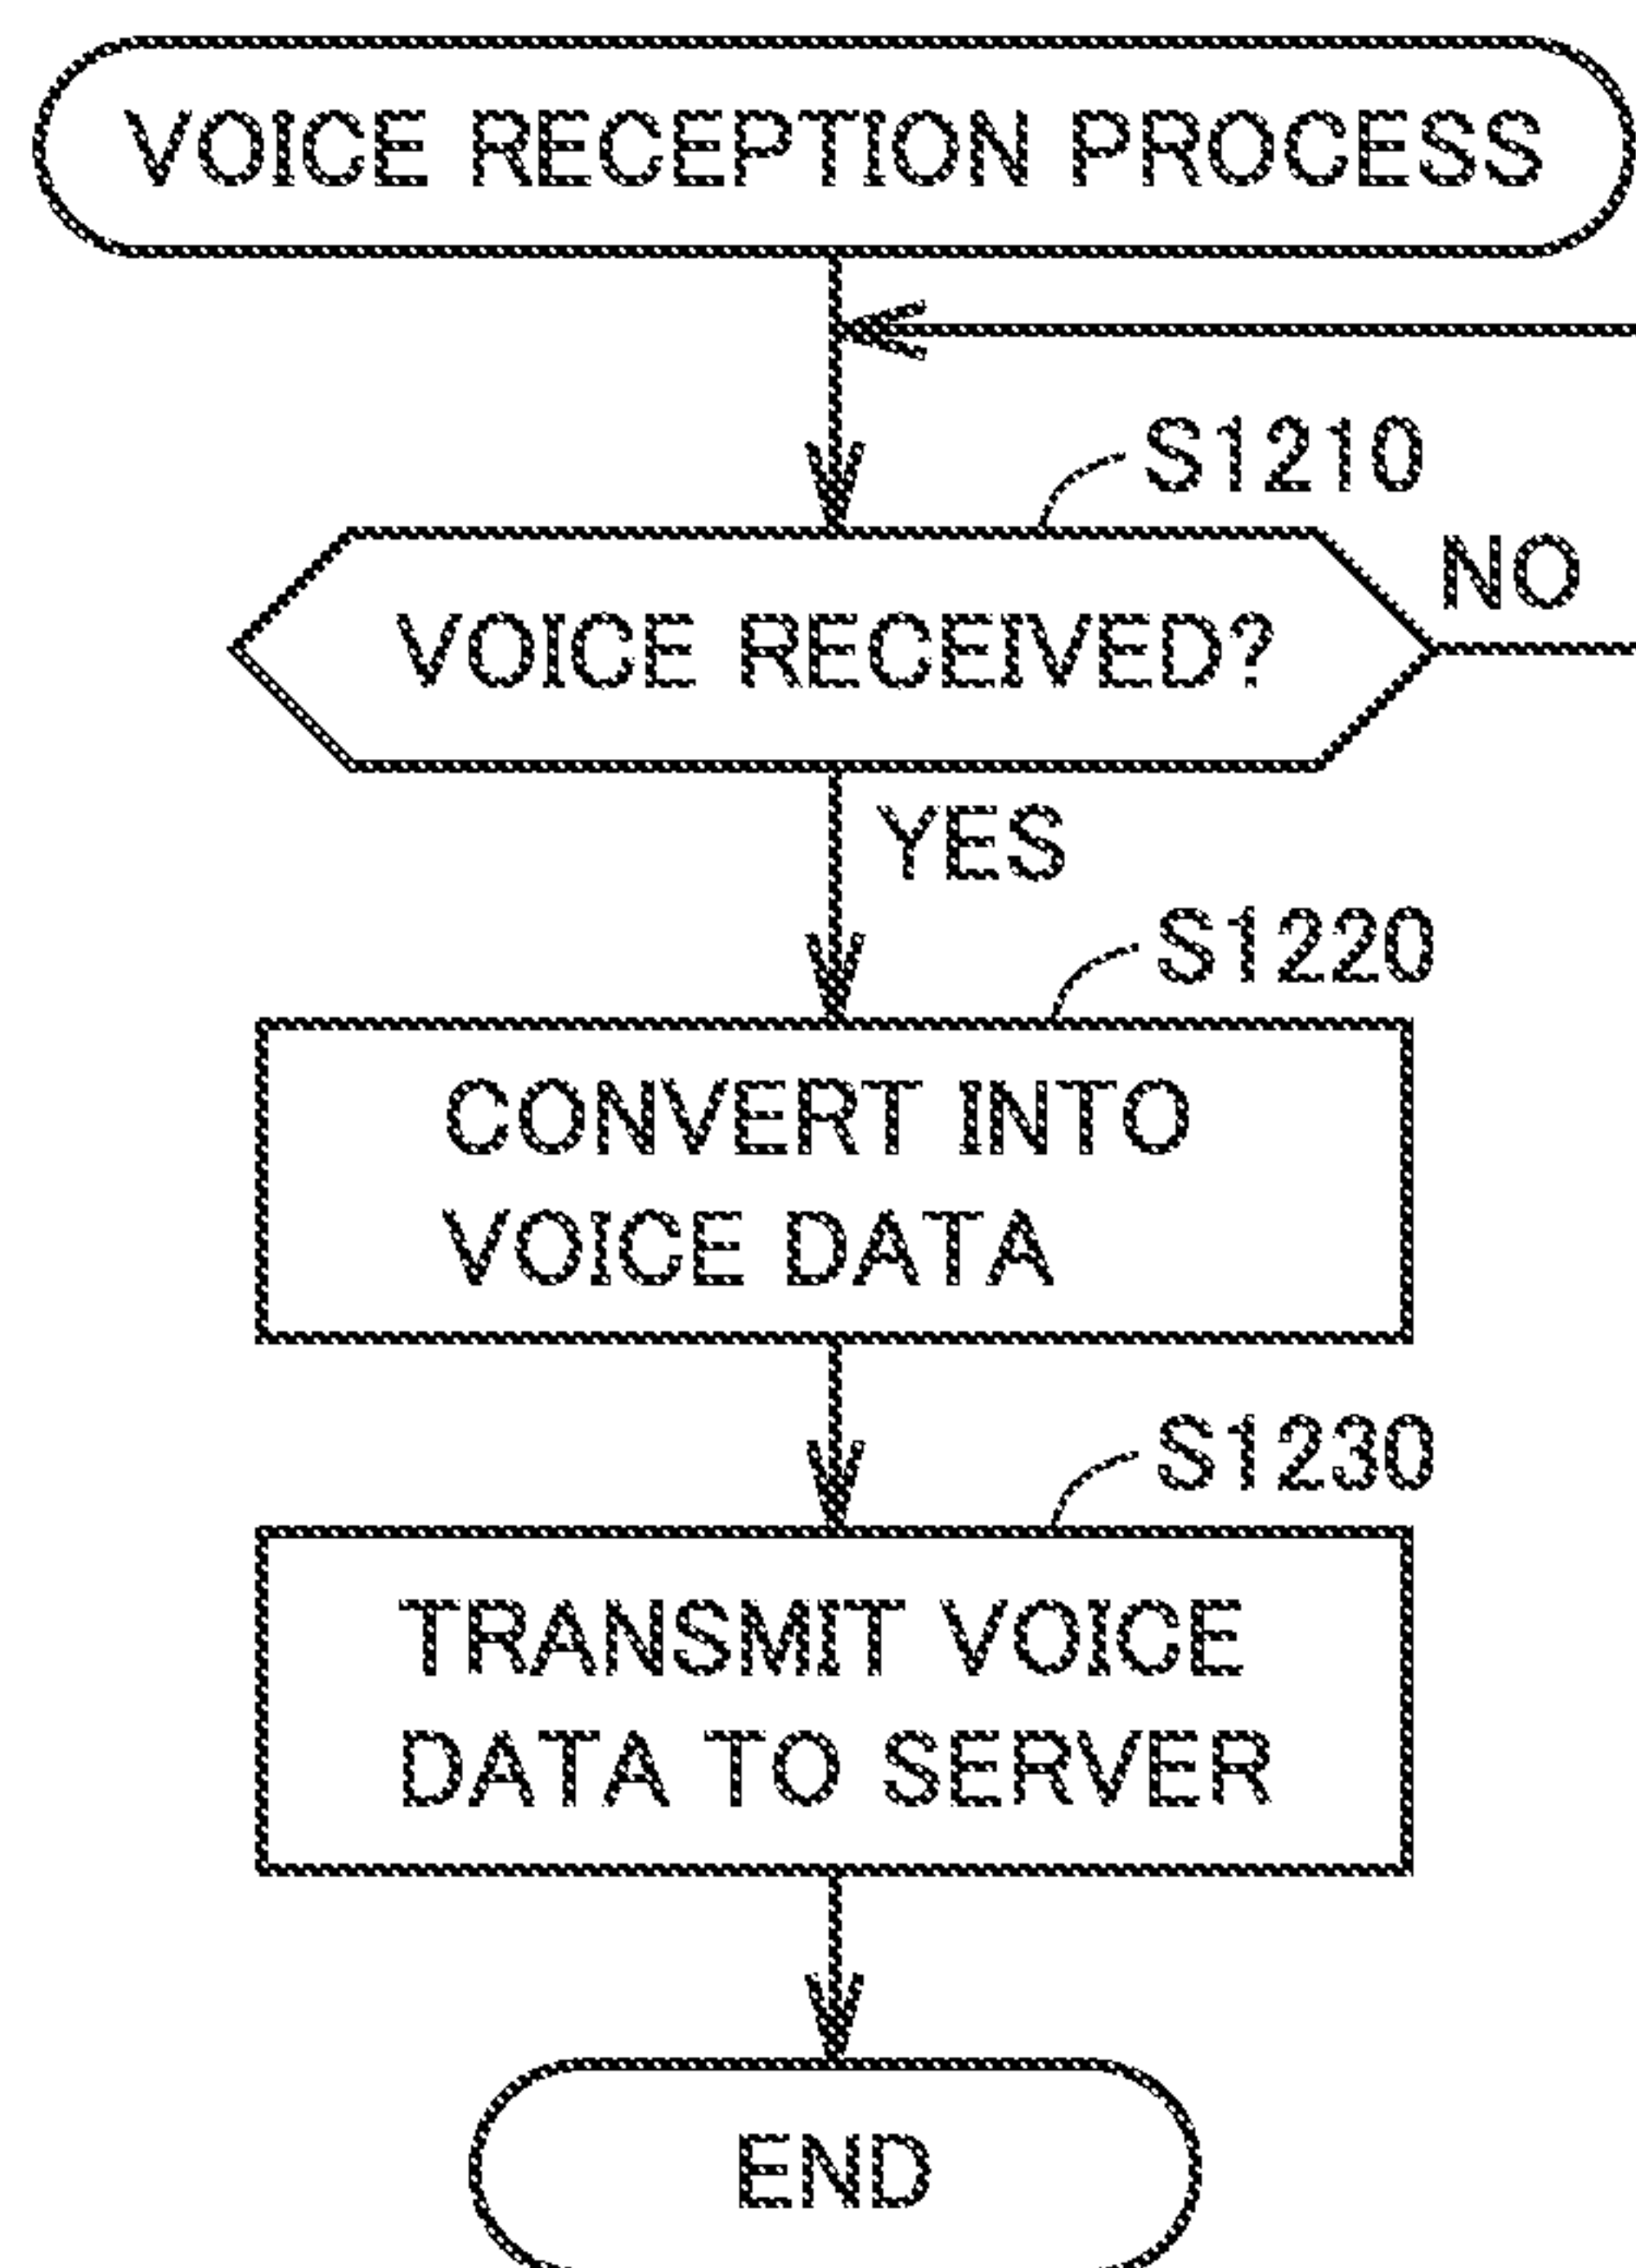 VOICE RECEPTION PROCESS
S1210
VOICE RECEIVED?
NO
YES
S1220
CONVERT INTO
VOICE DATA
S1230
TRANSMIT VOICE
DATA TO SERVER
END